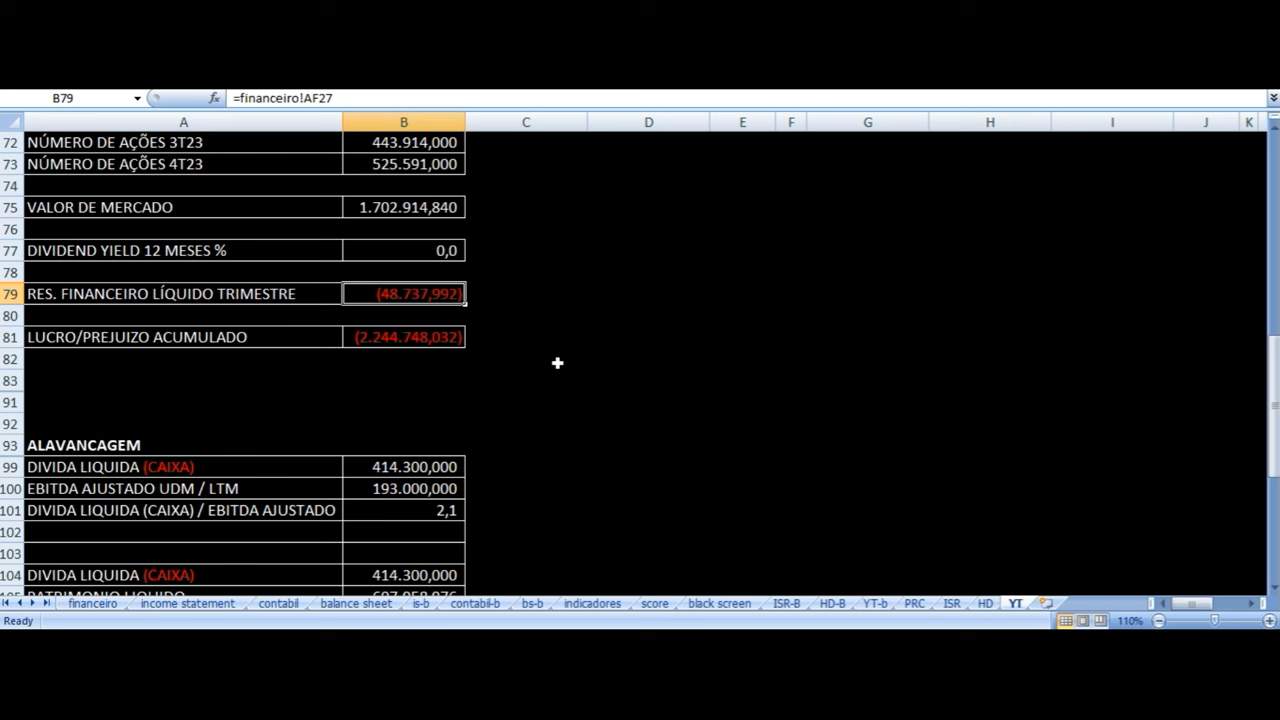 B79 fx =financeiro!AF27
A B C D E F G H I J K
72 NÚMERO DE AÇÕES 3T23 443.914,000
73 NÚMERO DE AÇÕES 4T23 525.591,000
74
75 VALOR DE MERCADO 1.702.914,840
76
77 DIVIDEND YIELD 12 MESES % 0,0
78
79 RES. FINANCEIRO LÍQUIDO TRIMESTRE (48.737,992)
80
81 LUCRO/PREJUIZO ACUMULADO (2.244.748,032)
82
83
91
92
93 ALAVANCAGEM
99 DIVIDA LIQUIDA (CAIXA) 414.300,000
100 EBITDA AJUSTADO UDM / LTM 193.000,000
101 DIVIDA LIQUIDA (CAIXA) / EBITDA AJUSTADO 2,1
102
103
104 DIVIDA LIQUIDA (CAIXA) 414.300,000
financeiro income statement contabil balance sheet is-b contabil-b bs-b indicadores score black screen ISR-B HD-B YT-b PRC ISR HD YT
Ready 110%